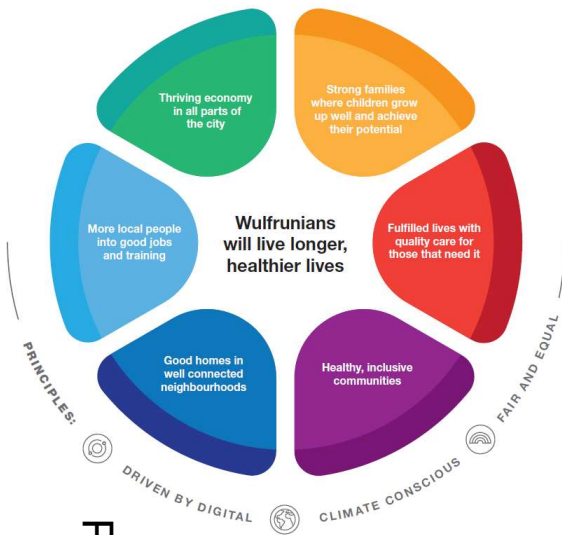 Thriving economy
in all parts of
the city
Strong families
where children grow
up well and achieve
their potential
More local people
into good jobs
and training
Wulfrunians
will live longer,
healthier lives
Fulfilled lives with
quality care for
those that need it
Good homes in
well connected
neighbourhoods
Healthy, inclusive
communities
PRINCIPLES:
DRIVEN BY DIGITAL
CLIMATE CONSCIOUS
FAIR AND EQUAL
F